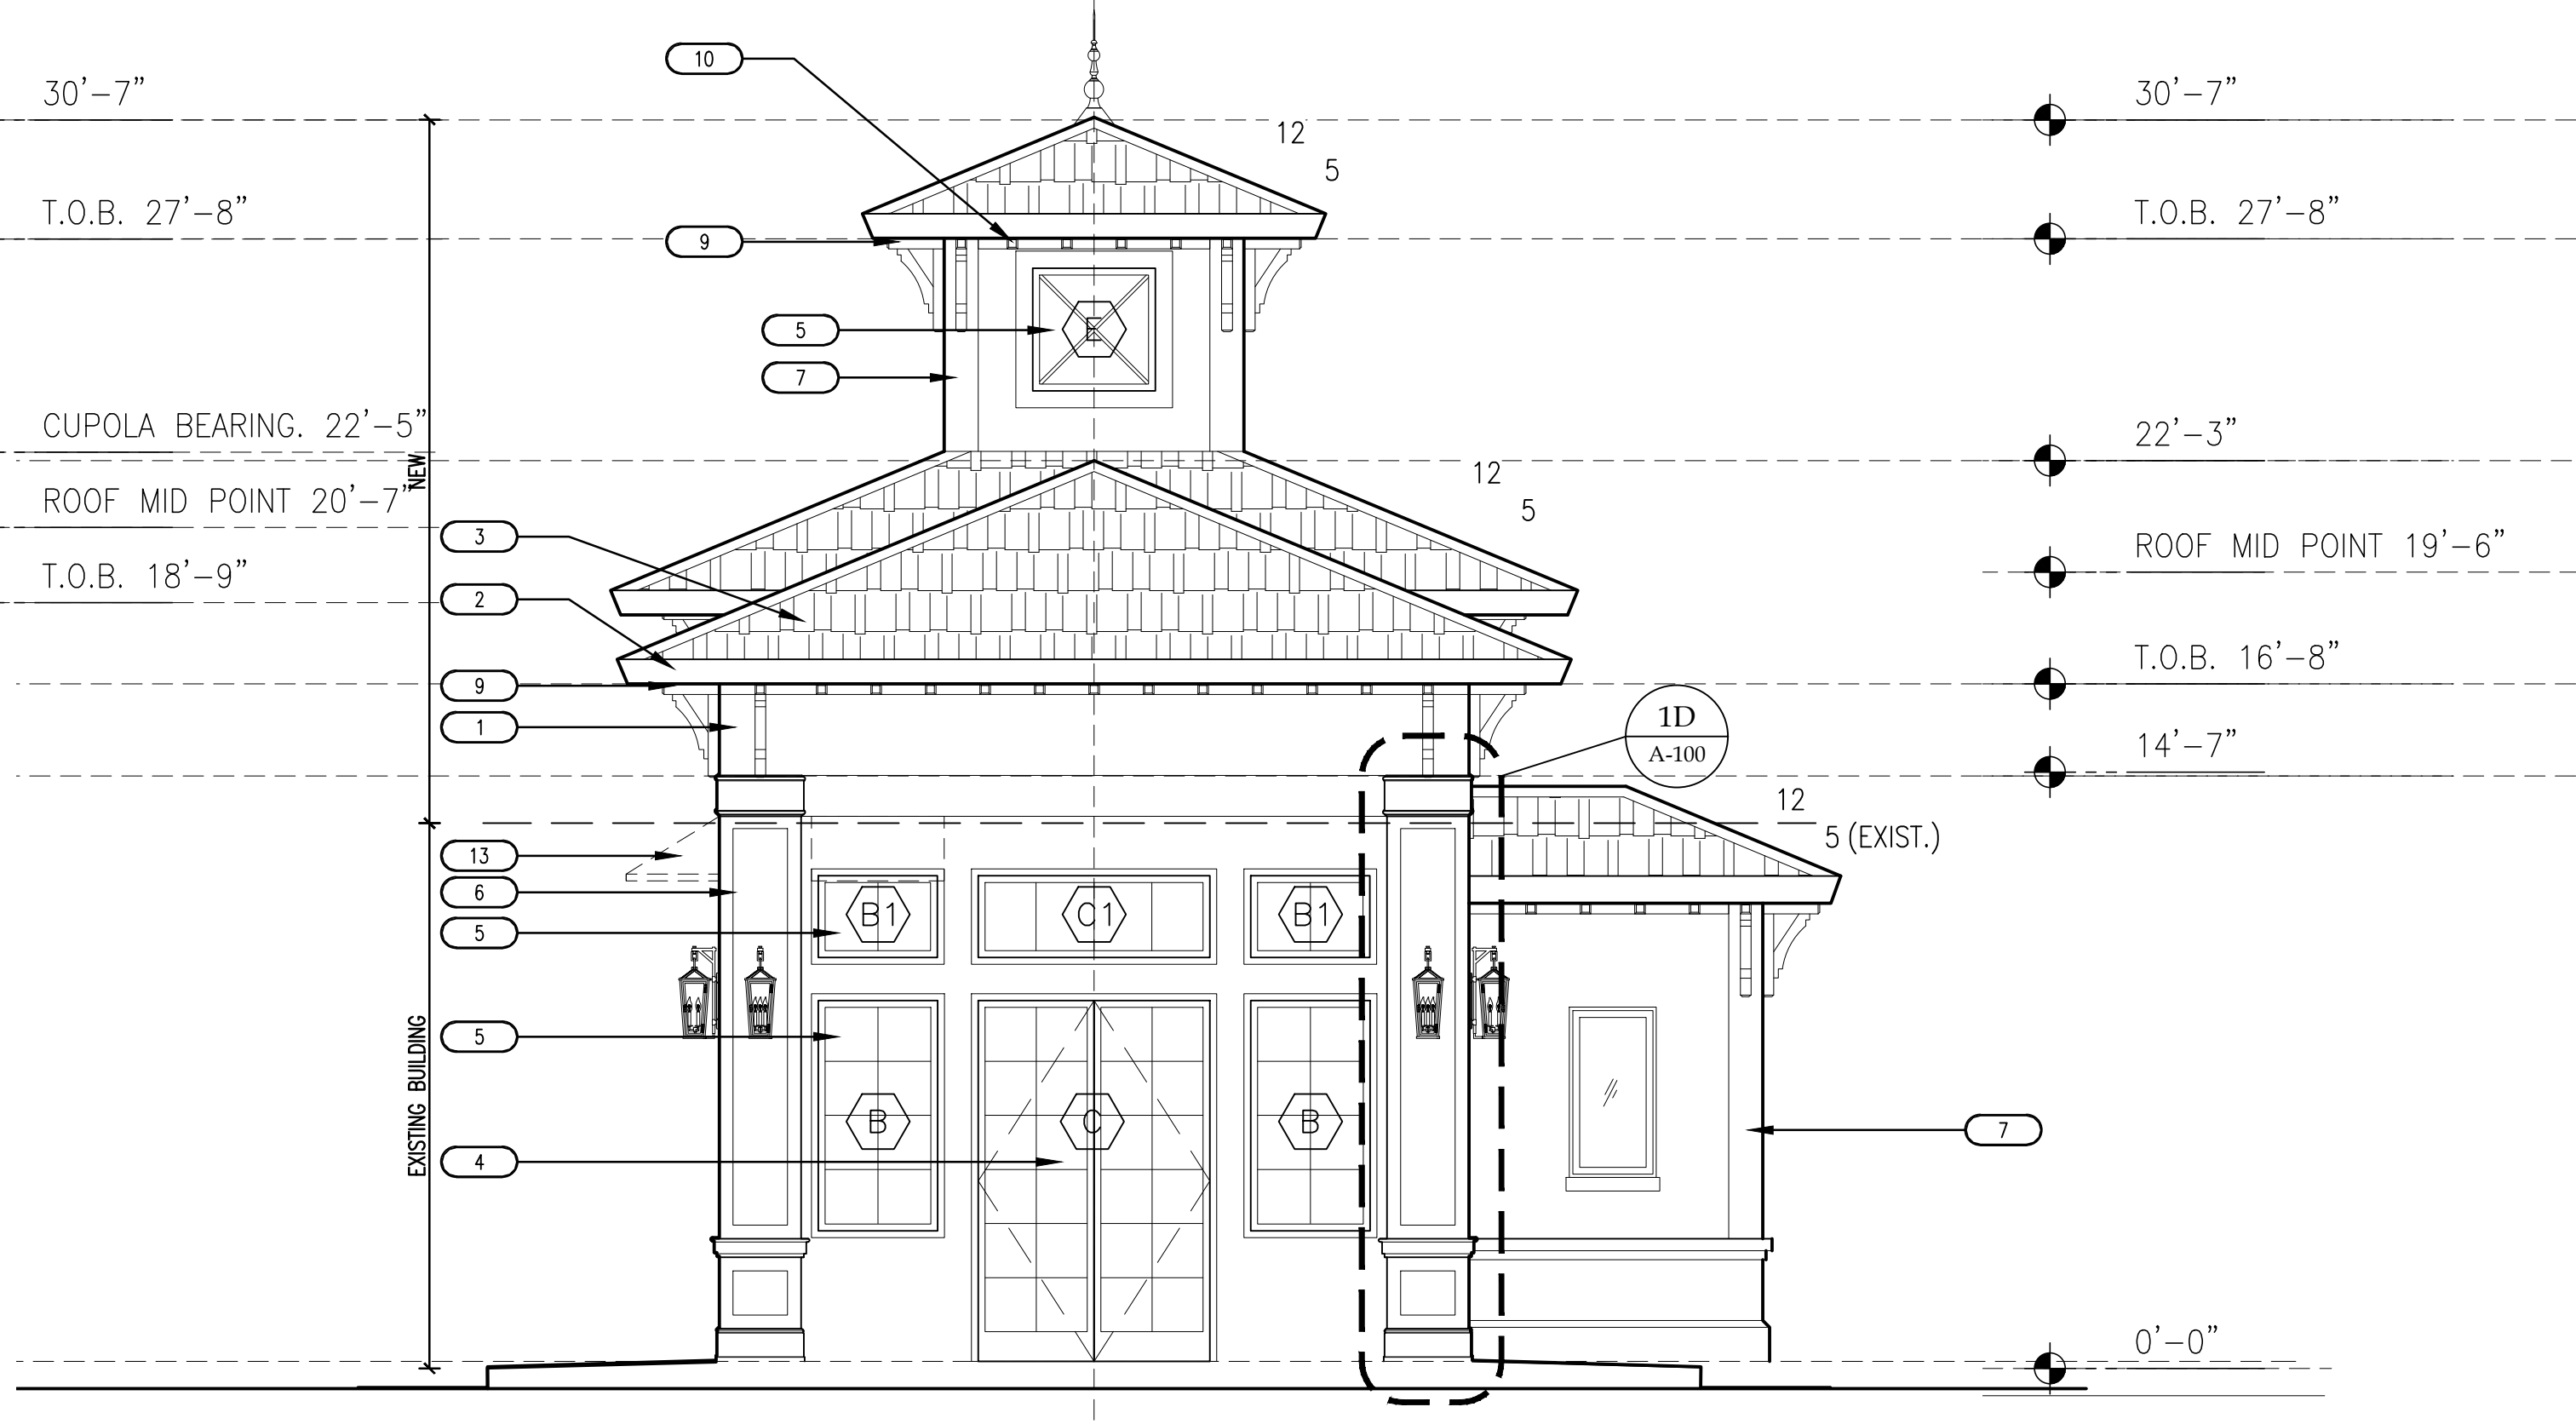 10
30'-7"
30'-7"
12
5
T.O.B. 27'-8"
T.O.B. 27'-8"
9
5
E
7
CUPOLA BEARING. 22'-5"
22'-3"
NEW
12
5
ROOF MID POINT 20'-7"
3
ROOF MID POINT 19'-6"
T.O.B. 18'-9"
2
T.O.B. 16'-8"
9
1
1D
A-100
14'-7"
12
5 (EXIST.)
13
6
5
B1
C1
B1
EXISTING BUILDING
5
B
C
B
7
4
0'-0"